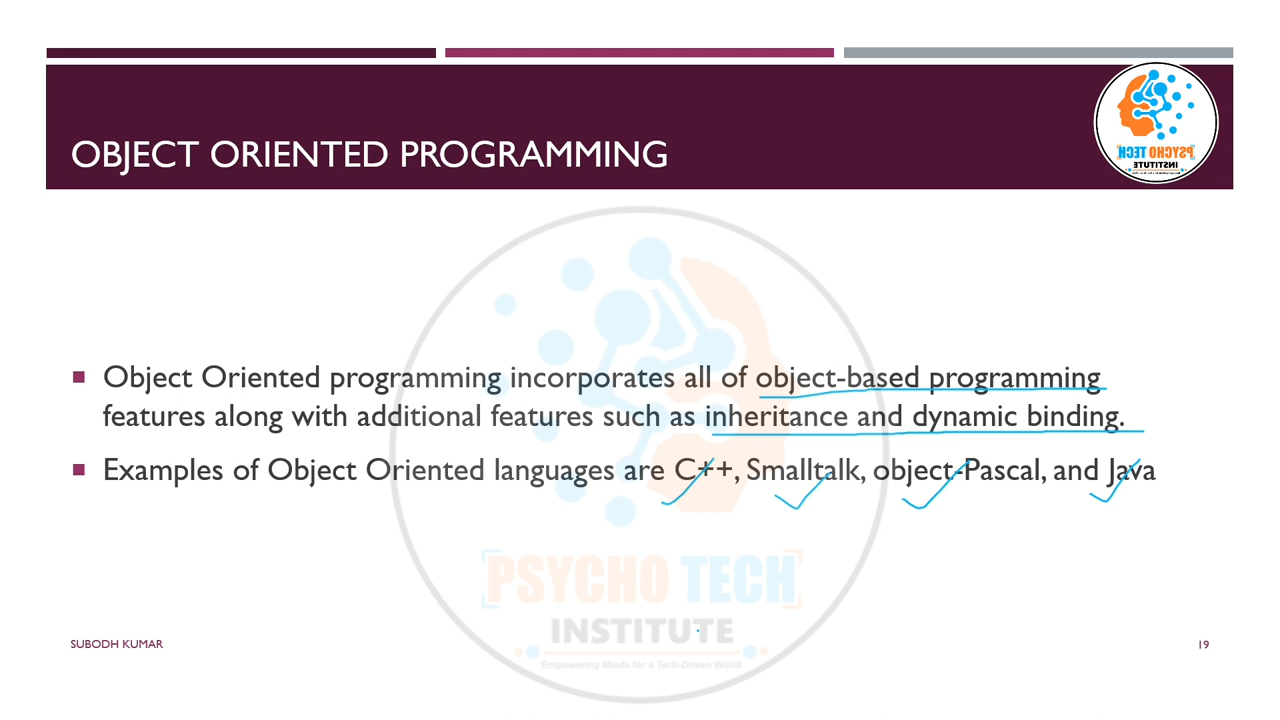 OBJECT ORIENTED PROGRAMMING
PSYCHO TECH
INSTITUTE
Object Oriented programming incorporates all of object-based programming
features along with additional features such as inheritance and dynamic binding.
Examples of Object Oriented languages are C++, Smalltalk, object-Pascal, and Java
PSYCHO TECH
INSTITUTE
Empowering Minds for a Tech-Driven World
SUBODH KUMAR
19